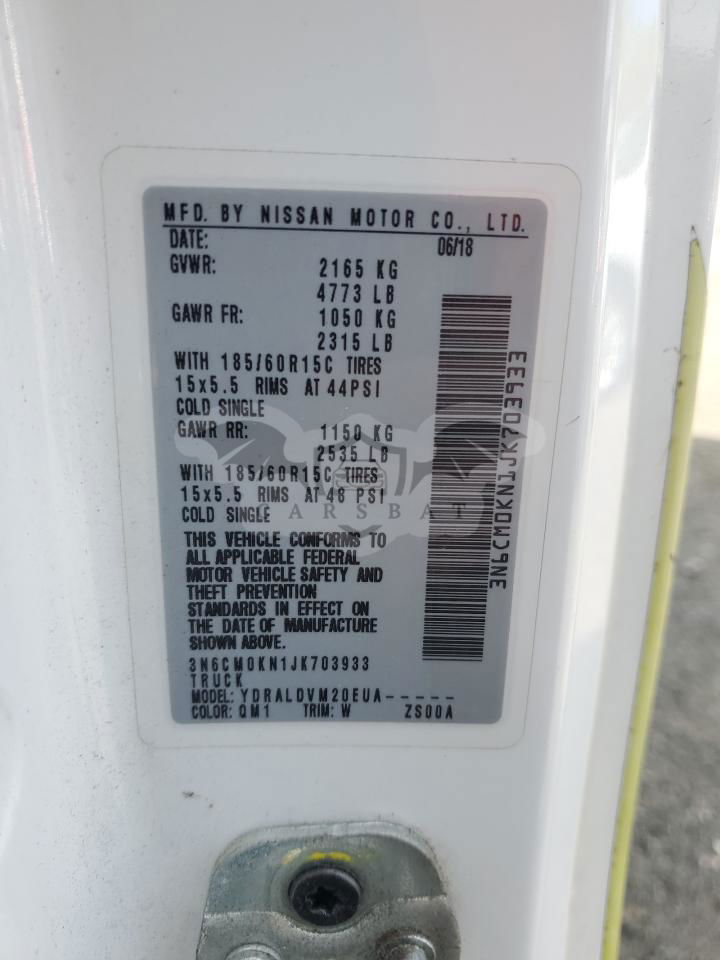 MFD. BY NISSAN MOTOR CO., LTD.
DATE: 06/18
GVWR: 2165 KG
4773 LB
GAWR FR: 1050 KG
2315 LB
WITH 185/60R15C TIRES
15x5.5 RIMS AT 44PSI
COLD SINGLE
GAWR RR: 1150 KG
2535 LB
WITH 185/60R15C TIRES
15x5.5 RIMS AT 48 PSI
COLD SINGLE
THIS VEHICLE CONFORMS TO
ALL APPLICABLE FEDERAL
MOTOR VEHICLE SAFETY AND
THEFT PREVENTION
STANDARDS IN EFFECT ON
THE DATE OF MANUFACTURE
SHOWN ABOVE.
3N6CM0KN1JK703933
TRUCK
MODEL: YDRALDVM20EUA-----
COLOR: QM1 TRIM: W ZS00A
3N6CM0KN1JK703933
CARSBAT